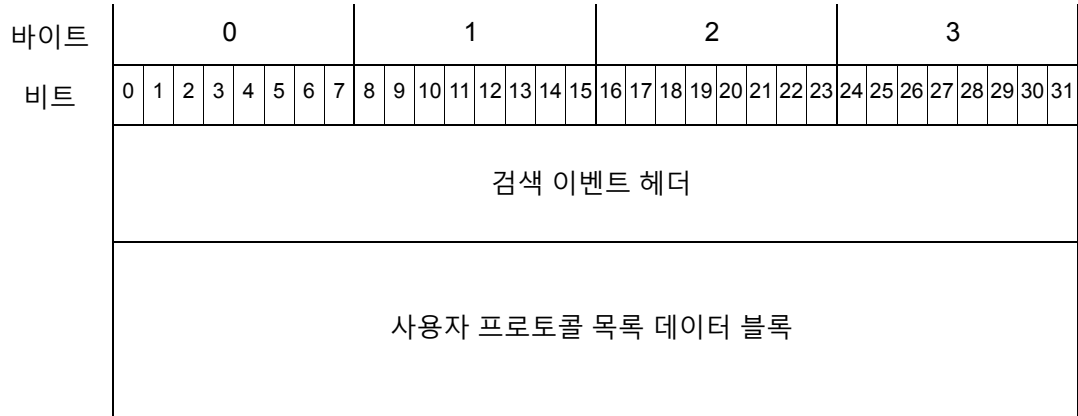 바이트 0 1 2 3
비트 0 1 2 3 4 5 6 7 8 9 10 11 12 13 14 15 16 17 18 19 20 21 22 23 24 25 26 27 28 29 30 31
검색 이벤트 헤더
사용자 프로토콜 목록 데이터 블록